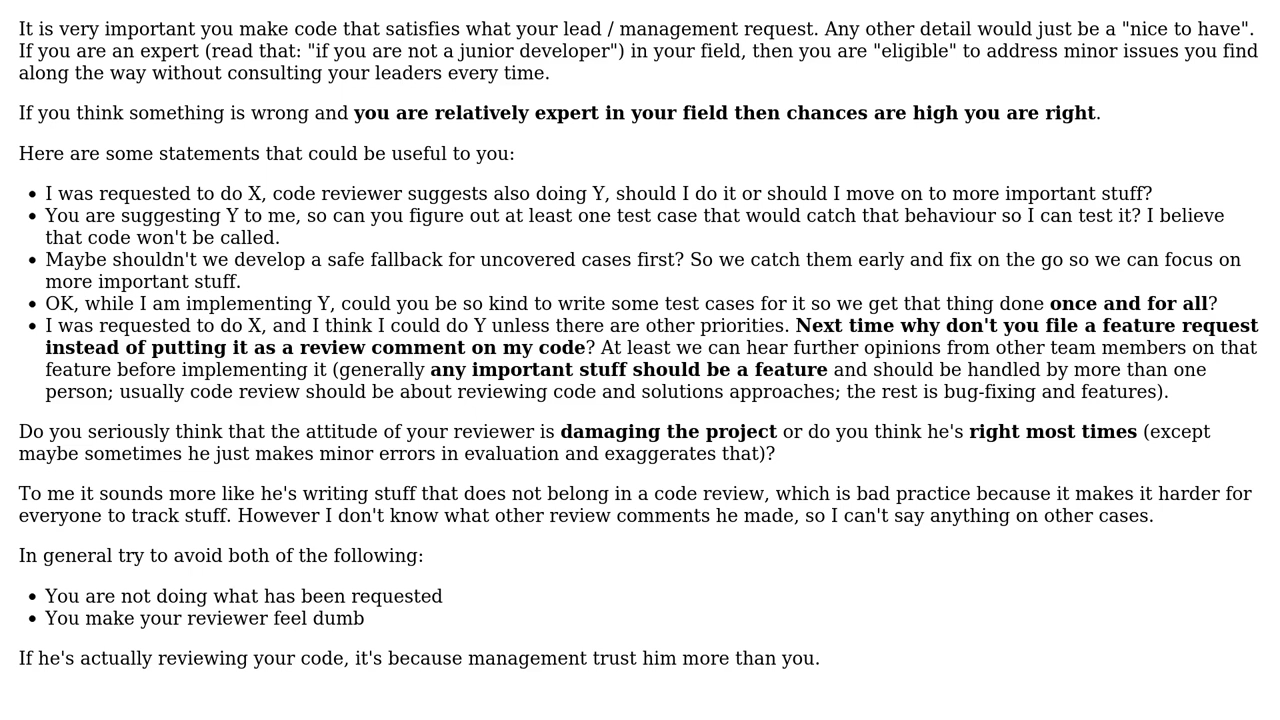 It is very important you make code that satisfies what your lead / management request. Any other detail would just be a "nice to have".
If you are an expert (read that: "if you are not a junior developer") in your field, then you are "eligible" to address minor issues you find
along the way without consulting your leaders every time.
If you think something is wrong and you are relatively expert in your field then chances are high you are right.
Here are some statements that could be useful to you:
• I was requested to do X, code reviewer suggests also doing Y, should I do it or should I move on to more important stuff?
• You are suggesting Y to me, so can you figure out at least one test case that would catch that behaviour so I can test it? I believe
that code won't be called.
• Maybe shouldn't we develop a safe fallback for uncovered cases first? So we catch them early and fix on the go so we can focus on
more important stuff.
• OK, while I am implementing Y, could you be so kind to write some test cases for it so we get that thing done once and for all?
• I was requested to do X, and I think I could do Y unless there are other priorities. Next time why don't you file a feature request
instead of putting it as a review comment on my code? At least we can hear further opinions from other team members on that
feature before implementing it (generally any important stuff should be a feature and should be handled by more than one
person; usually code review should be about reviewing code and solutions approaches; the rest is bug-fixing and features).
Do you seriously think that the attitude of your reviewer is damaging the project or do you think he's right most times (except
maybe sometimes he just makes minor errors in evaluation and exaggerates that)?
To me it sounds more like he's writing stuff that does not belong in a code review, which is bad practice because it makes it harder for
everyone to track stuff. However I don't know what other review comments he made, so I can't say anything on other cases.
In general try to avoid both of the following:
• You are not doing what has been requested
• You make your reviewer feel dumb
If he's actually reviewing your code, it's because management trust him more than you.